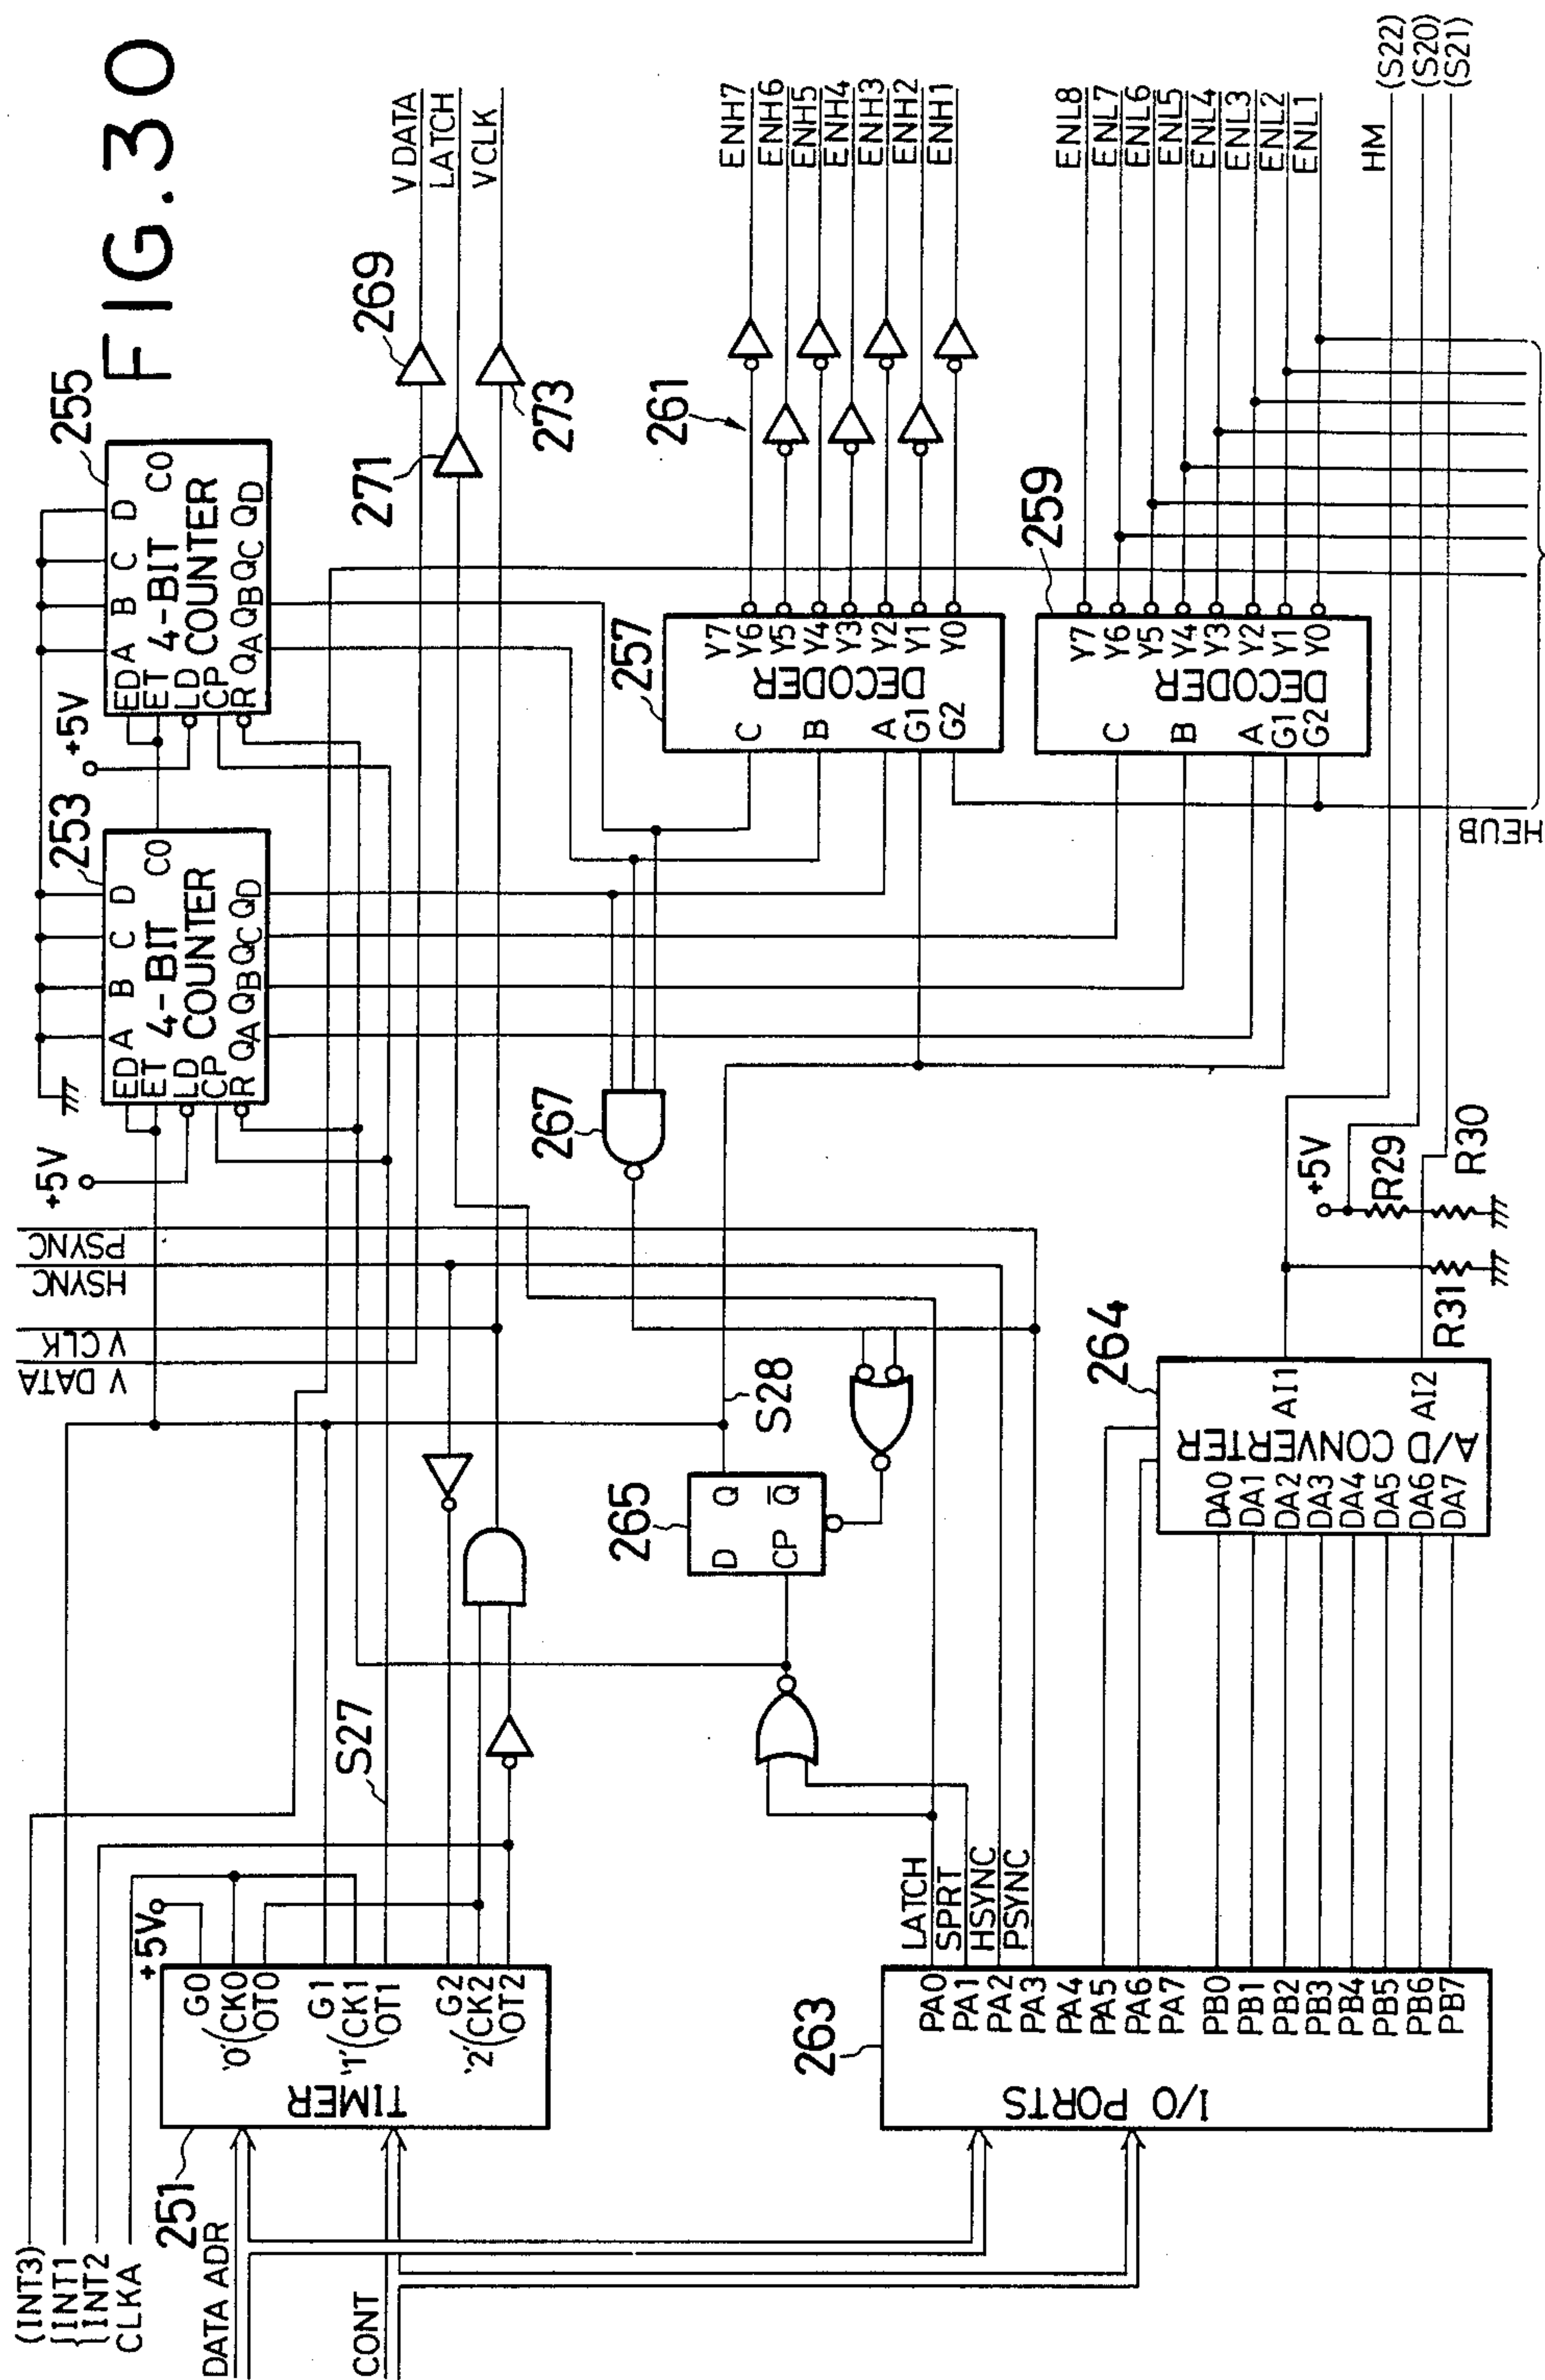 FIG.30
(INT3)
{INT1
{INT2
CLKA
DATA ADR
CONT
251
TIMER
+5V
'0'(
G0
CK0
OT0
'1'(
G1
CK1
OT1
'2'(
G2
CK2
OT2
S27
V DATA
V CLK
HSYNC
PSYNC
+5V
253
A B C D
ED
ET
LD
CP
R
4-BIT
COUNTER
CO
QA QB QC QD
+5V
255
A B C D
ED
ET
LD
CP
R
4-BIT
COUNTER
CO
QA QB QC QD
269
271
273
V DATA
LATCH
V CLK
265
D Q
CP Q̅
S28
267
257
DECODER
C
B
A
G1
G2
Y7
Y6
Y5
Y4
Y3
Y2
Y1
Y0
261
ENH7
ENH6
ENH5
ENH4
ENH3
ENH2
ENH1
259
DECODER
C
B
A
G1
G2
Y7
Y6
Y5
Y4
Y3
Y2
Y1
Y0
ENL8
ENL7
ENL6
ENL5
ENL4
ENL3
ENL2
ENL1
HEUB
HM
(S22)
(S20)
(S21)
263
I/O PORTS
PA0
PA1
PA2
PA3
PA4
PA5
PA6
PA7
PB0
PB1
PB2
PB3
PB4
PB5
PB6
PB7
LATCH
SPRT
HSYNC
PSYNC
264
A/D CONVERTER
DA0
DA1
DA2
DA3
DA4
DA5
DA6
DA7
AI1
AI2
R31
+5V
R29
R30